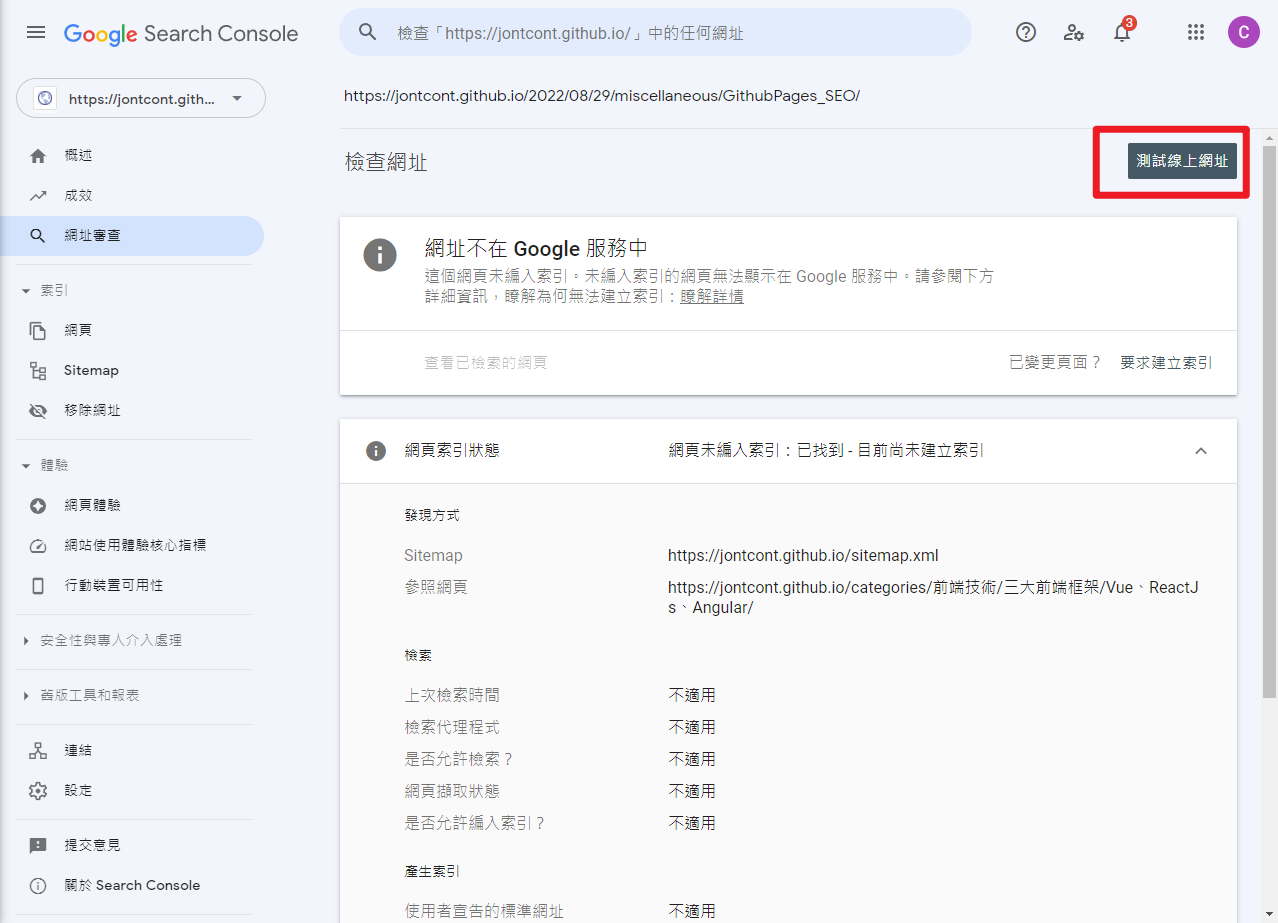 Google Search Console
檢查「https://jontcont.github.io/」中的任何網址
3
C
https://jontcont.gith...
概述
成效
網址審查
索引
網頁
Sitemap
移除網址
體驗
網頁體驗
網站使用體驗核心指標
行動裝置可用性
安全性與專人介入處理
舊版工具和報表
連結
設定
提交意見
關於 Search Console
https://jontcont.github.io/2022/08/29/miscellaneous/GithubPages_SEO/
檢查網址
測試線上網址
網址不在 Google 服務中
這個網頁未編入索引。未編入索引的網頁無法顯示在 Google 服務中。請參閱下方
詳細資訊，瞭解為何無法建立索引：瞭解詳情
查看已檢索的網頁
已變更頁面？ 要求建立索引
網頁索引狀態 網頁未編入索引：已找到 - 目前尚未建立索引
發現方式
Sitemap https://jontcont.github.io/sitemap.xml
參照網頁 https://jontcont.github.io/categories/前端技術/三大前端框架/Vue、ReactJ
s、Angular/
檢索
上次檢索時間 不適用
檢索代理程式 不適用
是否允許檢索？ 不適用
網頁擷取狀態 不適用
是否允許編入索引？ 不適用
產生索引
使用者宣告的標準網址 不適用